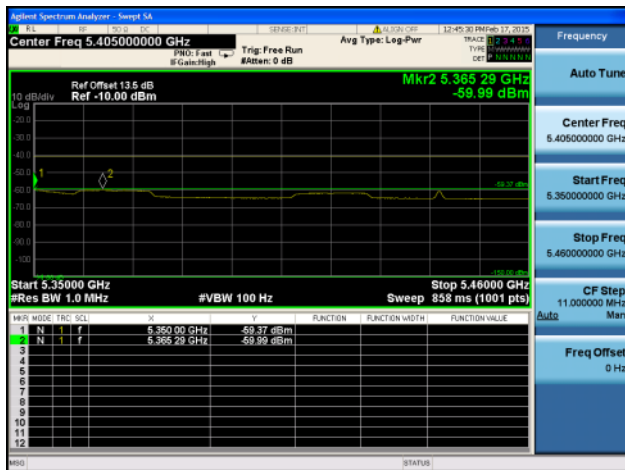 Agilent Spectrum Analyzer - Swept SA
RL RF 50 Ω DC SENSE:INT ALIGN OFF 12:45:30 PM Feb 17, 2015
Center Freq 5.405000000 GHz
PNO: Fast
IFGain:High
Trig: Free Run
#Atten: 0 dB
Avg Type: Log-Pwr
TRACE 1 2 3 4 5 6
TYPE
DET P N N N N N
Mkr2 5.365 29 GHz
-59.99 dBm
Ref Offset 13.5 dB
10 dB/div Ref -10.00 dBm
Log
-20.0
-30.0
-40.0
-50.0
-60.0
-70.0
-80.0
-90.0
-100
1
2
-59.37 dBm
Start 5.35000 GHz Stop 5.46000 GHz
#Res BW 1.0 MHz #VBW 100 Hz Sweep 858 ms (1001 pts)
MKR MODE TRC SCL X Y FUNCTION FUNCTION WIDTH FUNCTION VALUE
1 N 1 f 5.350 00 GHz -59.37 dBm
2 N 1 f 5.365 29 GHz -59.99 dBm
3
4
5
6
7
8
9
10
11
12
MSG STATUS
Frequency
Auto Tune
Center Freq
5.405000000 GHz
Start Freq
5.350000000 GHz
Stop Freq
5.460000000 GHz
CF Step
11.000000 MHz
Auto Man
Freq Offset
0 Hz